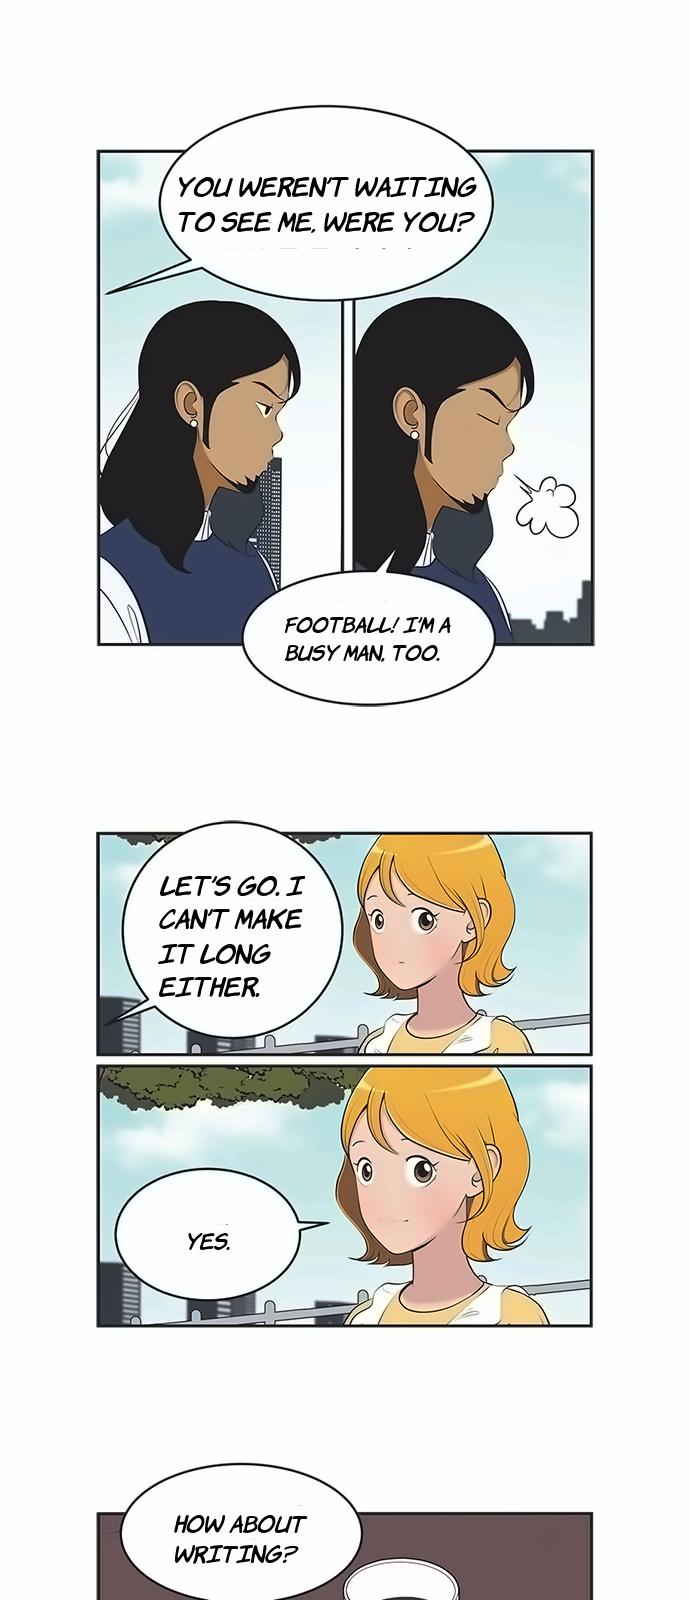 YOU WEREN'T WAITING
TO SEE ME, WERE YOU?
FOOTBALL! I'M A
BUSY MAN, TOO.
LET'S GO. I
CAN'T MAKE
IT LONG
EITHER.
YES.
HOW ABOUT
WRITING?